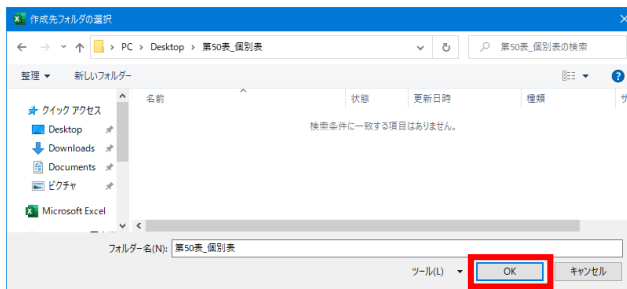 作成先フォルダの選択
PC › Desktop › 第50表_個別表
第50表_個別表の検索
整理 新しいフォルダー
名前 状態 更新日時 種類 サ
クイック アクセス
検索条件に一致する項目はありません。
Desktop
Downloads
Documents
ピクチャ
Microsoft Excel
フォルダー名(N): 第50表_個別表
ツール(L) OK キャンセル